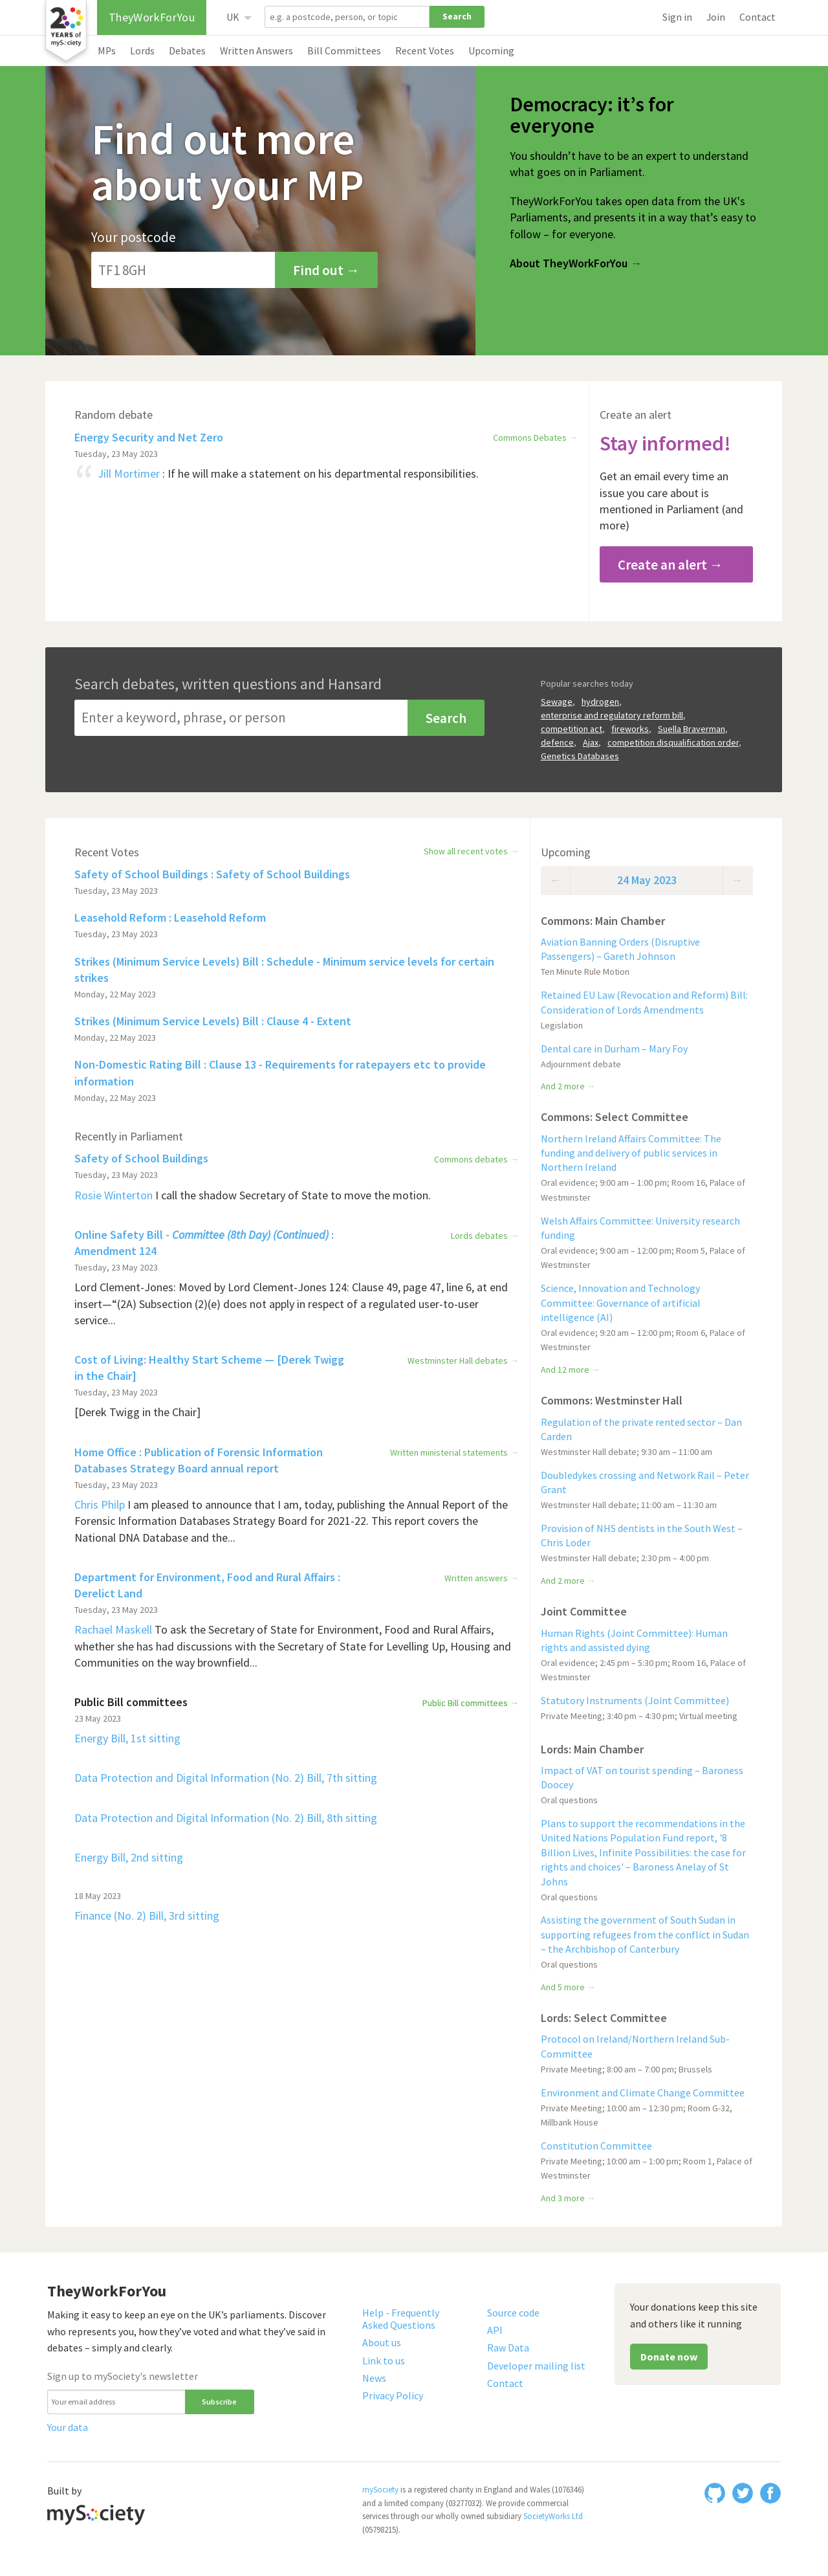 20
YEARS of
mySociety
TheyWorkForYou
UK
e.g. a postcode, person, or topic
Search
Sign in Join Contact
MPs Lords Debates Written Answers Bill Committees Recent Votes Upcoming
Find out more
about your MP
Your postcode
TF1 8GH
Find out →
Democracy: it’s for
everyone
You shouldn’t have to be an expert to understand
what goes on in Parliament.
TheyWorkForYou takes open data from the UK's
Parliaments, and presents it in a way that’s easy to
follow – for everyone.
About TheyWorkForYou →
Random debate
Energy Security and Net Zero
Commons Debates →
Tuesday, 23 May 2023
“ Jill Mortimer : If he will make a statement on his departmental responsibilities.
Create an alert
Stay informed!
Get an email every time an
issue you care about is
mentioned in Parliament (and
more)
Create an alert →
Search debates, written questions and Hansard
Enter a keyword, phrase, or person
Search
Popular searches today
Sewage, hydrogen,
enterprise and regulatory reform bill,
competition act, fireworks, Suella Braverman,
defence, Ajax, competition disqualification order,
Genetics Databases
Recent Votes
Show all recent votes →
Safety of School Buildings : Safety of School Buildings
Tuesday, 23 May 2023
Leasehold Reform : Leasehold Reform
Tuesday, 23 May 2023
Strikes (Minimum Service Levels) Bill : Schedule - Minimum service levels for certain
strikes
Monday, 22 May 2023
Strikes (Minimum Service Levels) Bill : Clause 4 - Extent
Monday, 22 May 2023
Non-Domestic Rating Bill : Clause 13 - Requirements for ratepayers etc to provide
information
Monday, 22 May 2023
Recently in Parliament
Safety of School Buildings
Commons debates →
Tuesday, 23 May 2023
Rosie Winterton I call the shadow Secretary of State to move the motion.
Online Safety Bill - Committee (8th Day) (Continued) :
Amendment 124
Lords debates →
Tuesday, 23 May 2023
Lord Clement-Jones: Moved by Lord Clement-Jones 124: Clause 49, page 47, line 6, at end
insert—“(2A) Subsection (2)(e) does not apply in respect of a regulated user-to-user
service...
Cost of Living: Healthy Start Scheme — [Derek Twigg
in the Chair]
Westminster Hall debates →
Tuesday, 23 May 2023
[Derek Twigg in the Chair]
Home Office : Publication of Forensic Information
Databases Strategy Board annual report
Written ministerial statements →
Tuesday, 23 May 2023
Chris Philp I am pleased to announce that I am, today, publishing the Annual Report of the
Forensic Information Databases Strategy Board for 2021-22. This report covers the
National DNA Database and the...
Department for Environment, Food and Rural Affairs :
Derelict Land
Written answers →
Tuesday, 23 May 2023
Rachael Maskell To ask the Secretary of State for Environment, Food and Rural Affairs,
whether she has had discussions with the Secretary of State for Levelling Up, Housing and
Communities on the way brownfield...
Public Bill committees
Public Bill committees →
23 May 2023
Energy Bill, 1st sitting
Data Protection and Digital Information (No. 2) Bill, 7th sitting
Data Protection and Digital Information (No. 2) Bill, 8th sitting
Energy Bill, 2nd sitting
18 May 2023
Finance (No. 2) Bill, 3rd sitting
Upcoming
← 24 May 2023 →
Commons: Main Chamber
Aviation Banning Orders (Disruptive
Passengers) – Gareth Johnson
Ten Minute Rule Motion
Retained EU Law (Revocation and Reform) Bill:
Consideration of Lords Amendments
Legislation
Dental care in Durham – Mary Foy
Adjournment debate
And 2 more →
Commons: Select Committee
Northern Ireland Affairs Committee: The
funding and delivery of public services in
Northern Ireland
Oral evidence; 9:00 am – 1:00 pm; Room 16, Palace of
Westminster
Welsh Affairs Committee: University research
funding
Oral evidence; 9:00 am – 12:00 pm; Room 5, Palace of
Westminster
Science, Innovation and Technology
Committee: Governance of artificial
intelligence (AI)
Oral evidence; 9:20 am – 12:00 pm; Room 6, Palace of
Westminster
And 12 more →
Commons: Westminster Hall
Regulation of the private rented sector – Dan
Carden
Westminster Hall debate; 9:30 am – 11:00 am
Doubledykes crossing and Network Rail – Peter
Grant
Westminster Hall debate; 11:00 am – 11:30 am
Provision of NHS dentists in the South West –
Chris Loder
Westminster Hall debate; 2:30 pm – 4:00 pm
And 2 more →
Joint Committee
Human Rights (Joint Committee): Human
rights and assisted dying
Oral evidence; 2:45 pm – 5:30 pm; Room 16, Palace of
Westminster
Statutory Instruments (Joint Committee)
Private Meeting; 3:40 pm – 4:30 pm; Virtual meeting
Lords: Main Chamber
Impact of VAT on tourist spending – Baroness
Doocey
Oral questions
Plans to support the recommendations in the
United Nations Population Fund report, '8
Billion Lives, Infinite Possibilities: the case for
rights and choices' – Baroness Anelay of St
Johns
Oral questions
Assisting the government of South Sudan in
supporting refugees from the conflict in Sudan
– the Archbishop of Canterbury
Oral questions
And 5 more →
Lords: Select Committee
Protocol on Ireland/Northern Ireland Sub-
Committee
Private Meeting; 8:00 am – 7:00 pm; Brussels
Environment and Climate Change Committee
Private Meeting; 10:00 am – 12:30 pm; Room G-32,
Millbank House
Constitution Committee
Private Meeting; 10:00 am – 1:00 pm; Room 1, Palace of
Westminster
And 3 more →
TheyWorkForYou
Making it easy to keep an eye on the UK’s parliaments. Discover
who represents you, how they’ve voted and what they’ve said in
debates – simply and clearly.
Sign up to mySociety's newsletter
Your email address
Subscribe
Your data
Help - Frequently
Asked Questions
About us
Link to us
News
Privacy Policy
Source code
API
Raw Data
Developer mailing list
Contact
Your donations keep this site
and others like it running
Donate now
Built by
mySociety
mySociety is a registered charity in England and Wales (1076346)
and a limited company (03277032). We provide commercial
services through our wholly owned subsidiary SocietyWorks Ltd
(05798215).